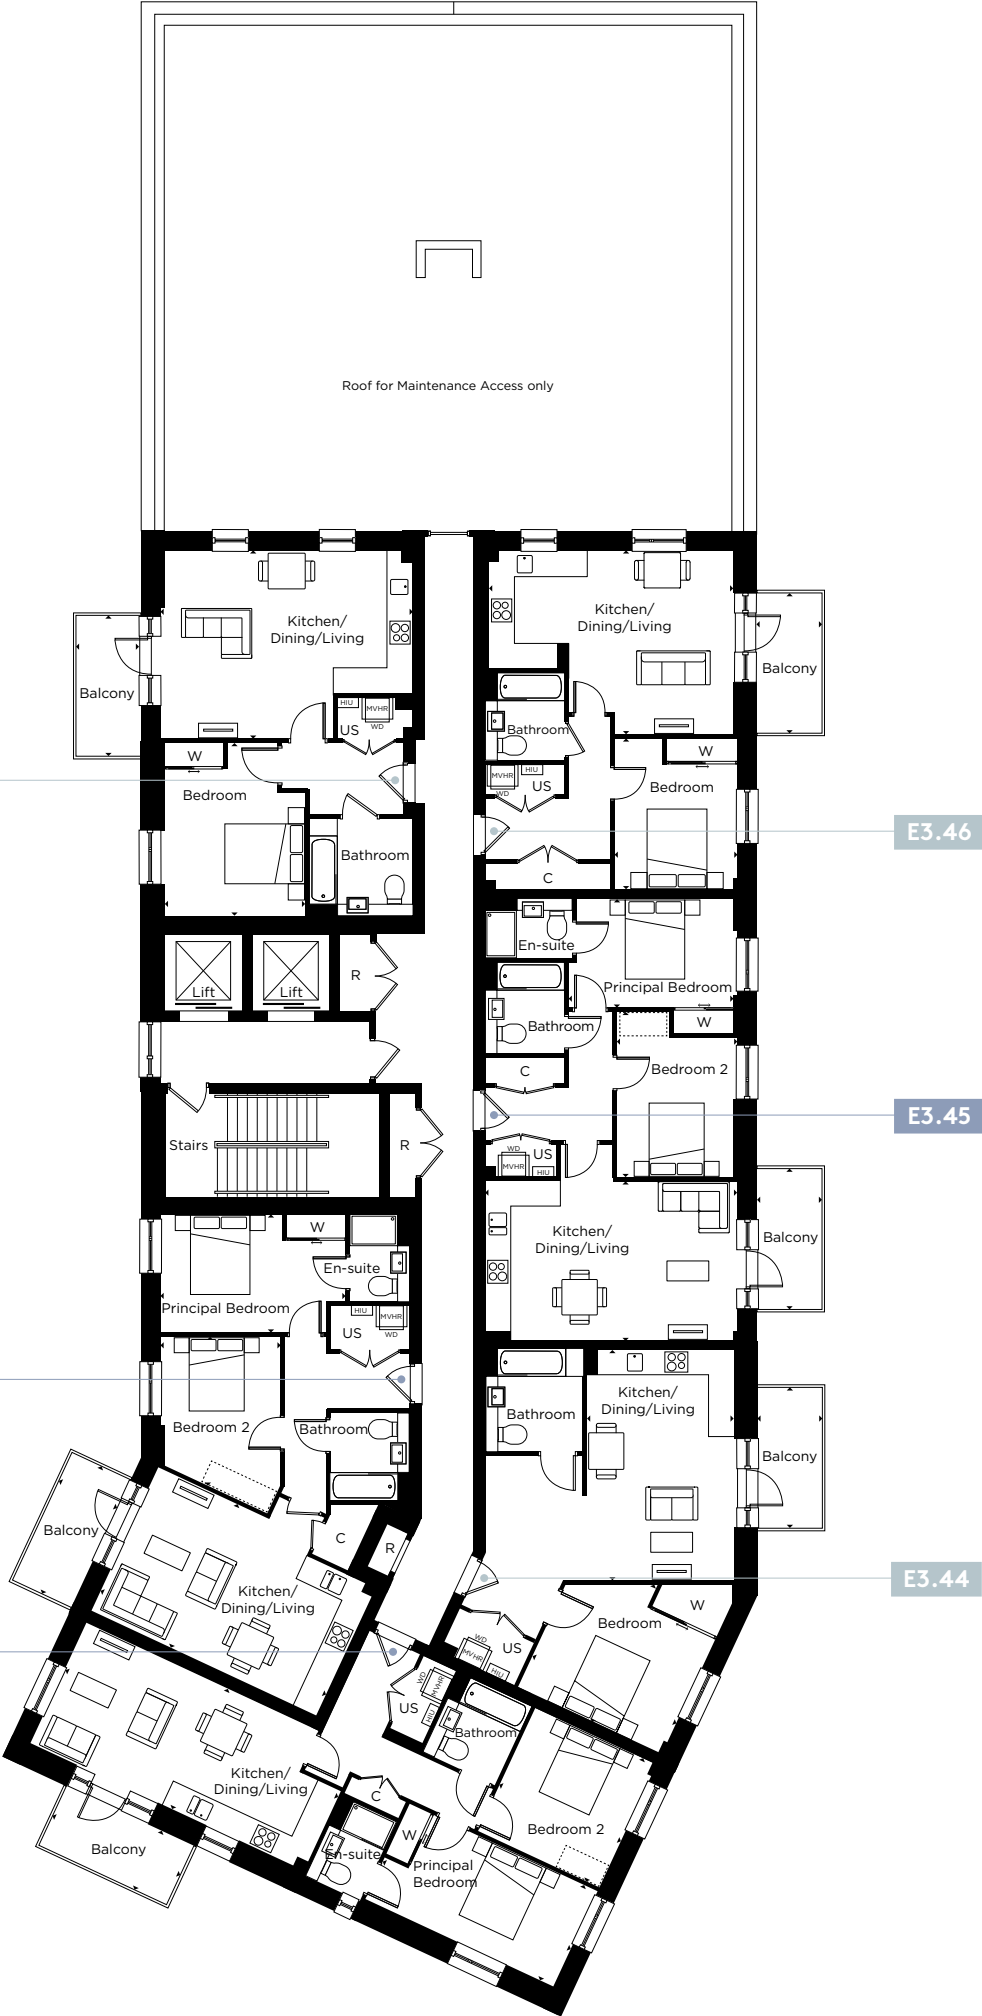 Roof for Maintenance Access only
Kitchen/
Dining/Living
Balcony
HIU
MVHR
WD
US
W
Bedroom
Bathroom
Kitchen/
Dining/Living
Balcony
Bathroom
MVHR
HIU
WD
US
W
Bedroom
C
E3.46
Lift
Lift
R
Stairs
R
En-suite
Principal Bedroom
Bathroom
W
C
Bedroom 2
E3.45
WD
MVHR
US
HIU
Kitchen/
Dining/Living
Balcony
W
En-suite
Principal Bedroom
HIU
MVHR
WD
US
Bedroom 2
Bathroom
Balcony
C
R
Kitchen/
Dining/Living
Bathroom
Kitchen/
Dining/Living
Balcony
E3.44
W
Bedroom
WD
MVHR
US
HIU
WD
MVHR
HIU
US
Bathroom
Kitchen/
Dining/Living
C
W
Bedroom 2
Balcony
En-suite
Principal
Bedroom